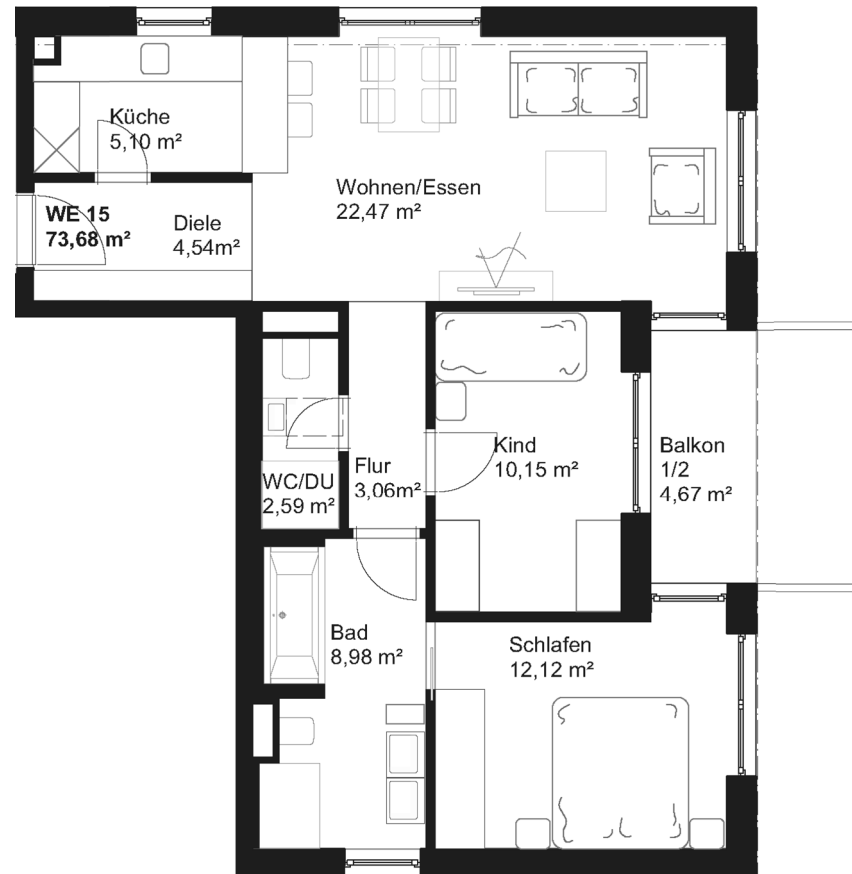 Küche
5,10 m²
WE 15
73,68 m²
Diele
4,54m²
Wohnen/Essen
22,47 m²
Kind
10,15 m²
Balkon
1/2
4,67 m²
Flur
3,06m²
WC/DU
2,59 m²
Bad
8,98 m²
Schlafen
12,12 m²